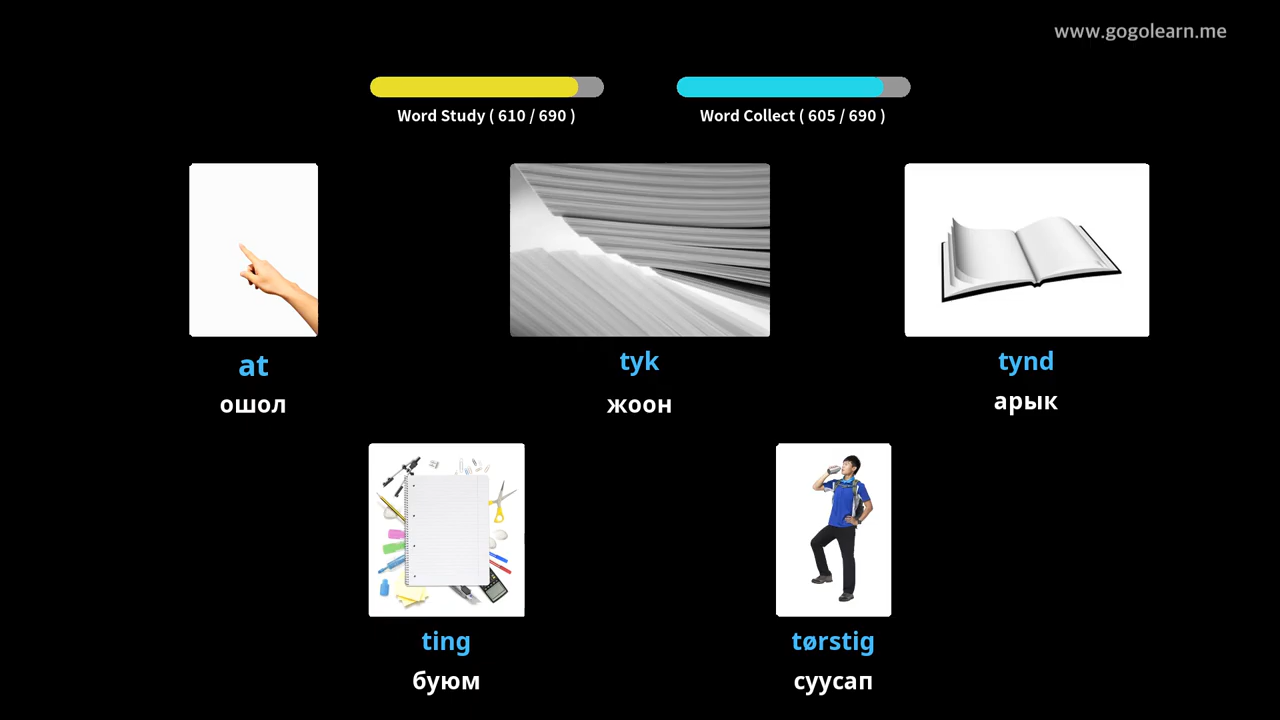 www.gogolearn.me
Word Study ( 610 / 690 )
Word Collect ( 605 / 690 )
at
ошол
tyk
жоон
tynd
арык
ting
буюм
tørstig
суусап